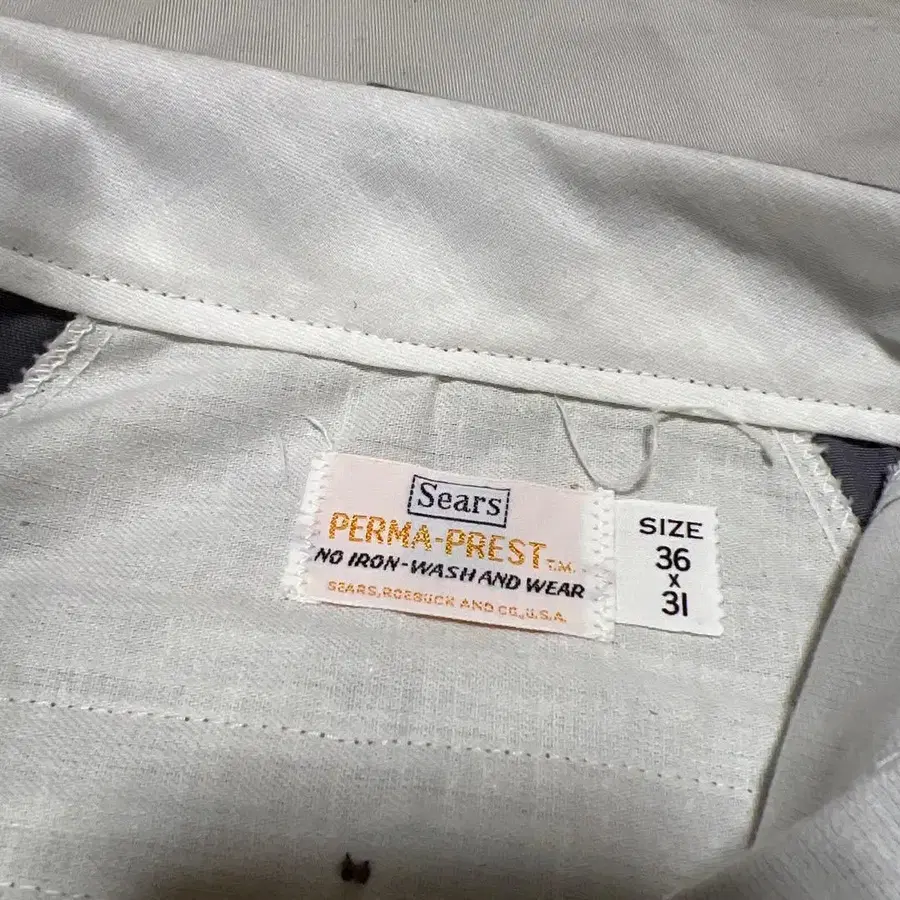 Sears
PERMA-PREST T.M.
NO IRON-WASH AND WEAR
SEARS, ROEBUCK AND CO., U.S.A.
SIZE
36
x
31